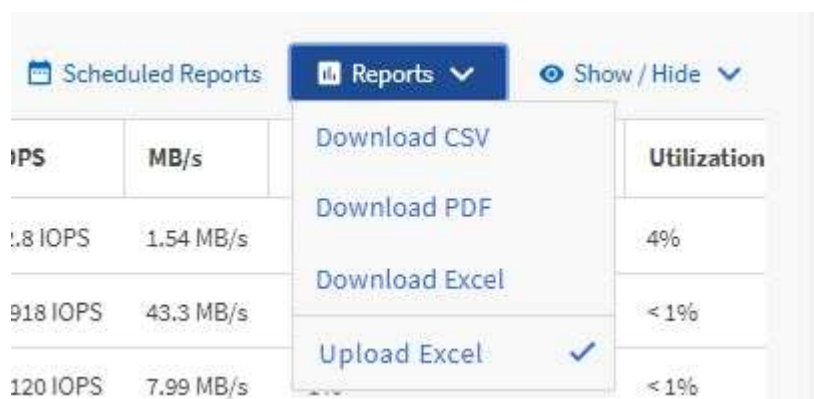 Scheduled Reports Reports Show / Hide
MB/s Download CSV Utilization
Download PDF
IOPS 1.54 MB/s 4%
Download Excel
918 IOPS 43.3 MB/s < 1%
Upload Excel
120 IOPS 7.99 MB/s < 1%